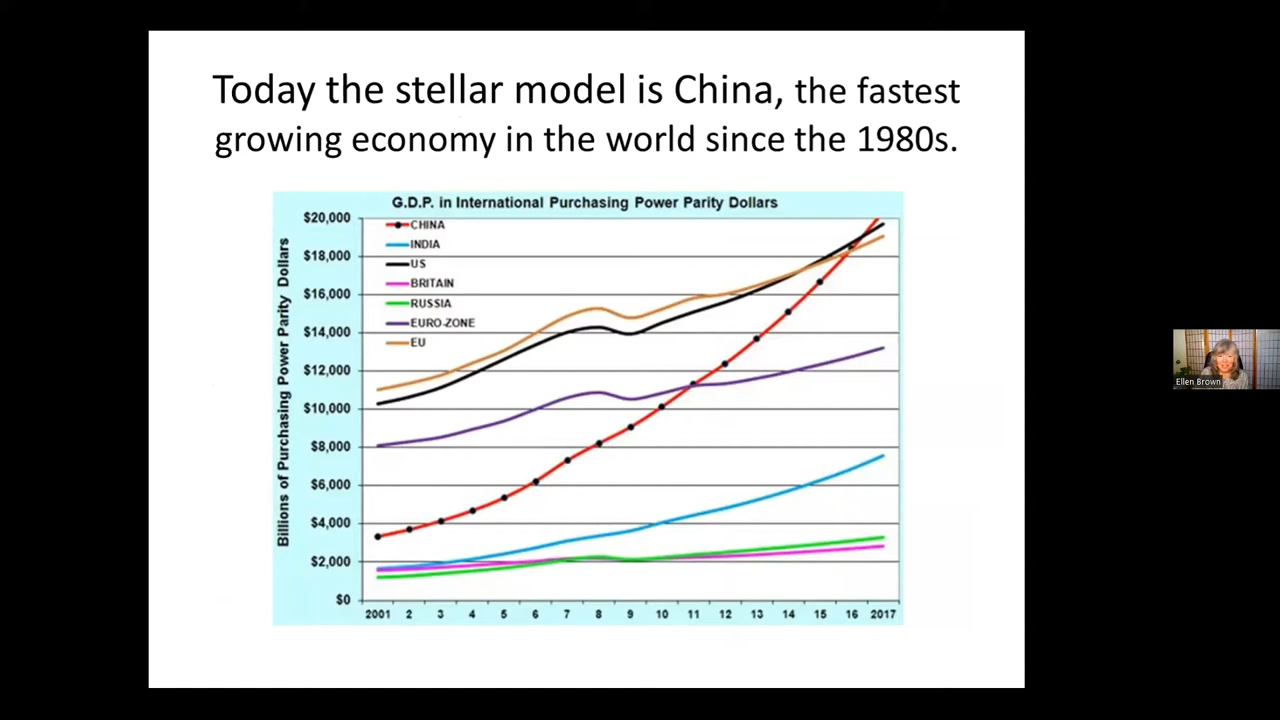 Today the stellar model is China, the fastest
growing economy in the world since the 1980s.
G.D.P. in International Purchasing Power Parity Dollars
Billions of Purchasing Power Parity Dollars
$20,000
$18,000
$16,000
$14,000
$12,000
$10,000
$8,000
$6,000
$4,000
$2,000
$0
CHINA
INDIA
US
BRITAIN
RUSSIA
EURO-ZONE
EU
2001 2 3 4 5 6 7 8 9 10 11 12 13 14 15 16 2017
Ellen Brown